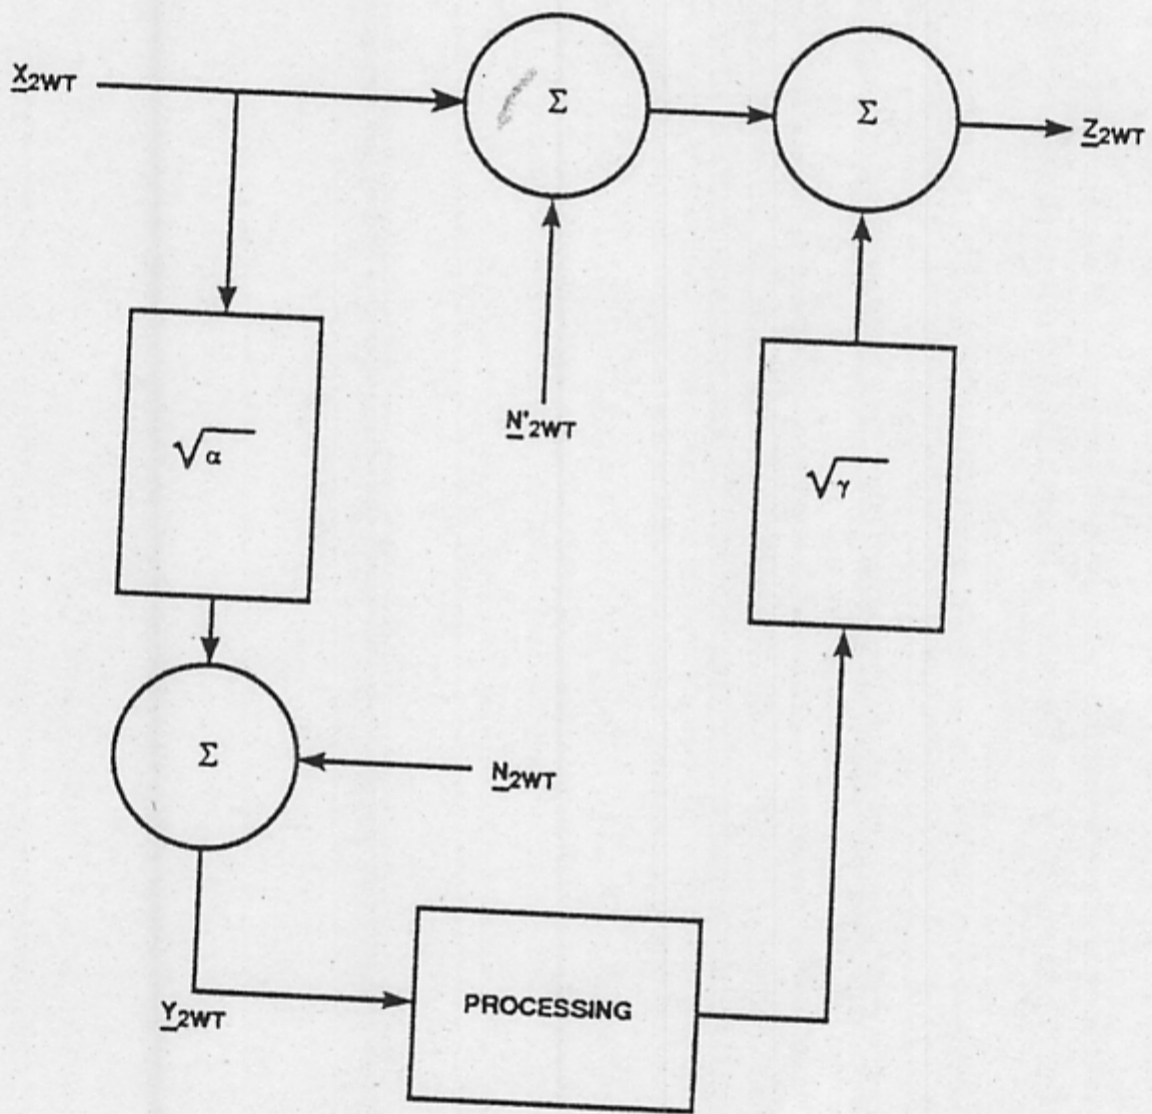 X2WT
Σ
Σ
Z2WT
√α
N'2WT
√γ
Σ
N2WT
Y2WT
PROCESSING